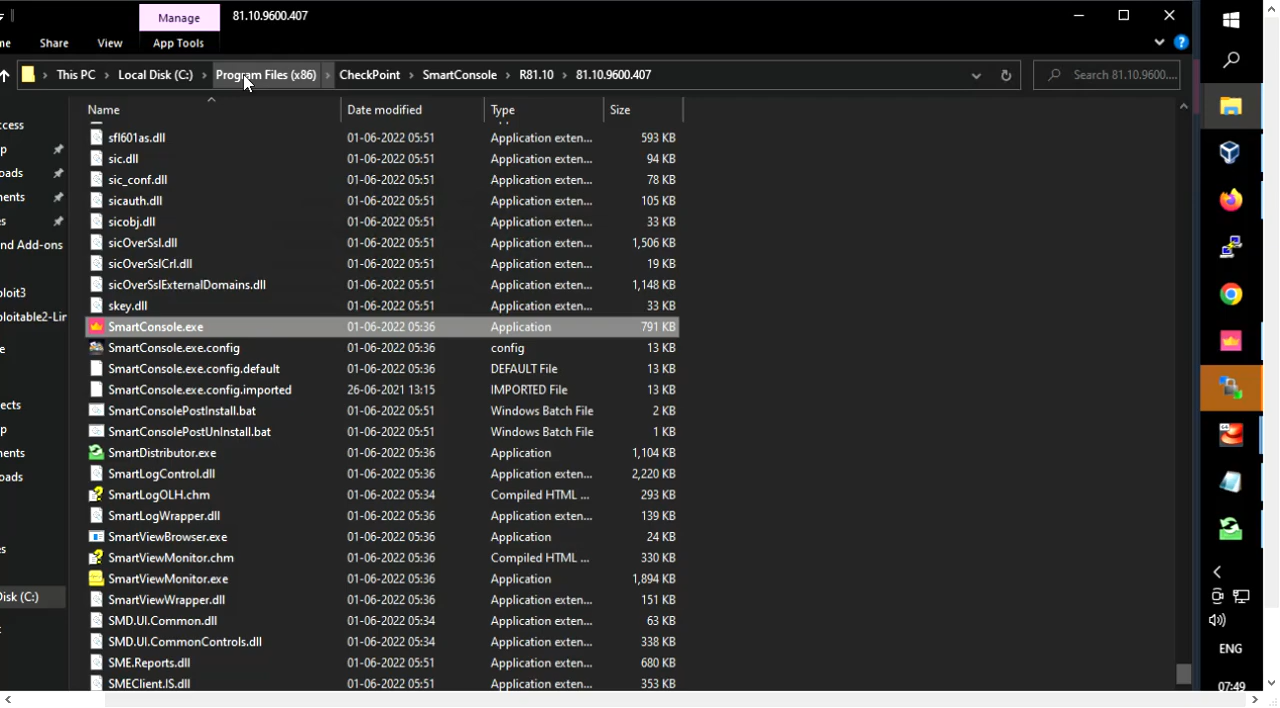 Manage 81.10.9600.407
me Share View App Tools
This PC Local Disk (C:) Program Files (x86) CheckPoint SmartConsole R81.10 81.10.9600.407 Search 81.10.9600....
Name Date modified Type Size
sfl601as.dll 01-06-2022 05:51 Application exten... 593 KB
sic.dll 01-06-2022 05:51 Application exten... 94 KB
sic_conf.dll 01-06-2022 05:51 Application exten... 78 KB
sicauth.dll 01-06-2022 05:51 Application exten... 105 KB
sicobj.dll 01-06-2022 05:51 Application exten... 33 KB
sicOverSsl.dll 01-06-2022 05:51 Application exten... 1,506 KB
sicOverSslCrl.dll 01-06-2022 05:51 Application exten... 19 KB
sicOverSslExternalDomains.dll 01-06-2022 05:51 Application exten... 1,148 KB
skey.dll 01-06-2022 05:51 Application exten... 33 KB
SmartConsole.exe 01-06-2022 05:36 Application 791 KB
SmartConsole.exe.config 01-06-2022 05:36 config 13 KB
SmartConsole.exe.config.default 01-06-2022 05:36 DEFAULT File 13 KB
SmartConsole.exe.config.imported 26-06-2021 13:15 IMPORTED File 13 KB
SmartConsolePostInstall.bat 01-06-2022 05:51 Windows Batch File 2 KB
SmartConsolePostUnInstall.bat 01-06-2022 05:51 Windows Batch File 1 KB
SmartDistributor.exe 01-06-2022 05:36 Application 1,104 KB
SmartLogControl.dll 01-06-2022 05:36 Application exten... 2,220 KB
SmartLogOLH.chm 01-06-2022 05:34 Compiled HTML ... 293 KB
SmartLogWrapper.dll 01-06-2022 05:36 Application exten... 139 KB
SmartViewBrowser.exe 01-06-2022 05:36 Application 24 KB
SmartViewMonitor.chm 01-06-2022 05:36 Compiled HTML ... 330 KB
SmartViewMonitor.exe 01-06-2022 05:36 Application 1,894 KB
SmartViewWrapper.dll 01-06-2022 05:36 Application exten... 151 KB
SMD.UI.Common.dll 01-06-2022 05:34 Application exten... 63 KB
SMD.UI.CommonControls.dll 01-06-2022 05:34 Application exten... 338 KB
SME.Reports.dll 01-06-2022 05:51 Application exten... 680 KB
SMEClient.IS.dll 01-06-2022 05:51 Application exten... 353 KB
ccess
p
oads
ments
s
nd Add-ons
ploit3
ploitable2-Lin
e
ects
p
ments
oads
es
Disk (C:)
ENG
07:49